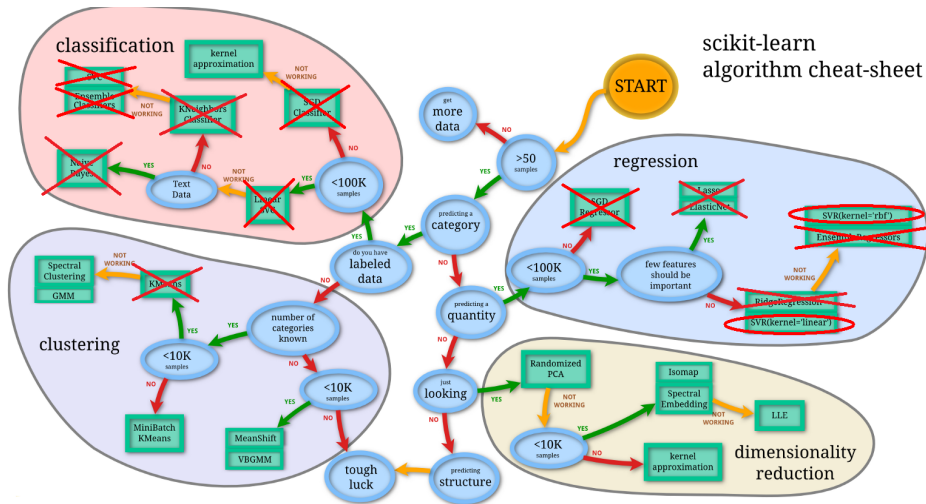 scikit-learn
algorithm cheat-sheet
START
classification
kernel
approximation
NOT
WORKING
SVC
Ensemble
Classifiers
NOT
WORKING
KNeighbors
Classifier
SGD
Classifier
NO
YES
Naive
Bayes
NO
Text
Data
NOT
WORKING
Linear
SVC
YES
<100K
samples
get
more
data
NO
>50
samples
YES
predicting a
category
YES
YES
do you have
labeled
data
NO
NO
predicting a
quantity
YES
NO
regression
SGD
Regressor
NO
<100K
samples
YES
Lasso
ElasticNet
YES
few features
should be
important
NO
SVR(kernel='rbf')
EnsembleRegressors
NOT
WORKING
RidgeRegression
SVR(kernel='linear')
clustering
Spectral
Clustering
GMM
NOT
WORKING
KMeans
YES
number of
categories
known
YES
NO
<10K
samples
NO
MiniBatch
KMeans
<10K
samples
YES
NO
MeanShift
VBGMM
tough
luck
just
looking
YES
NO
predicting
structure
dimensionality
reduction
Randomized
PCA
NOT
WORKING
<10K
samples
YES
NO
Isomap
Spectral
Embedding
NOT
WORKING
LLE
kernel
approximation